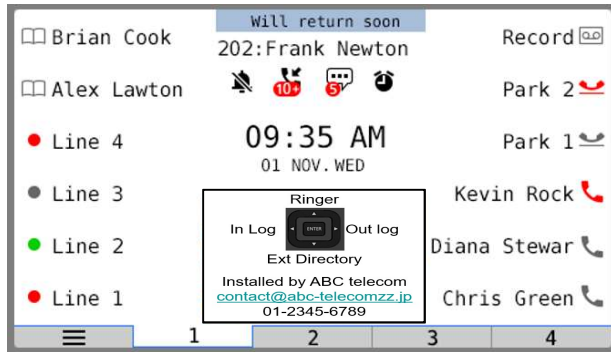 Will return soon
202:Frank Newton
10+
5
09:35 AM
01 NOV.WED
Brian Cook
Alex Lawton
Line 4
Line 3
Line 2
Line 1
Record
Park 2
Park 1
Kevin Rock
Diana Stewar
Chris Green
Ringer
In Log ENTER Out log
Ext Directory
Installed by ABC telecom
contact@abc-telecomzz.jp
01-2345-6789
1 2 3 4